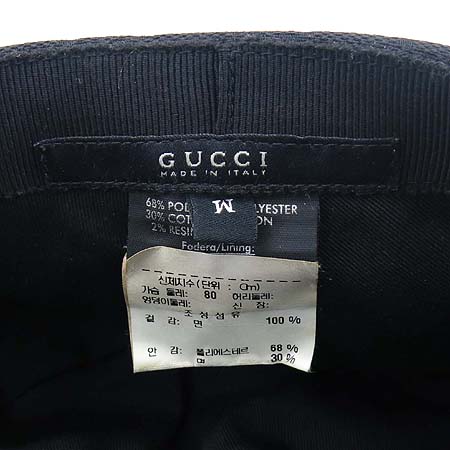 GUCCI
MADE IN ITALY
M
68% POL YESTER
30% COT ON
2% RESI
Fodera/Lining:
신체치수(단위 : Cm)
가슴 둘레: 80 허리둘레:
엉덩이둘레: 신 장:
조 성 섬 유
겉 감: 면 100 %
안 감: 폴리에스테르 68 %
면 30 %